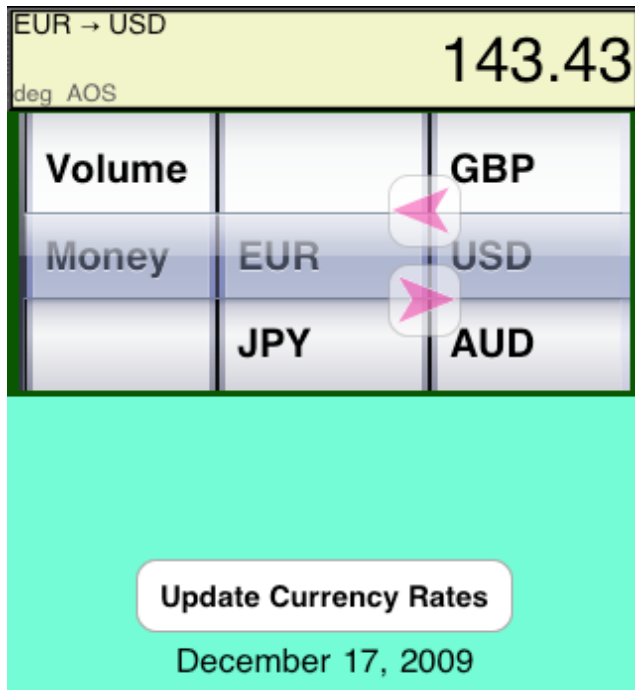 EUR → USD
143.43
deg AOS
Volume GBP
Money EUR USD
JPY AUD
Update Currency Rates
December 17, 2009